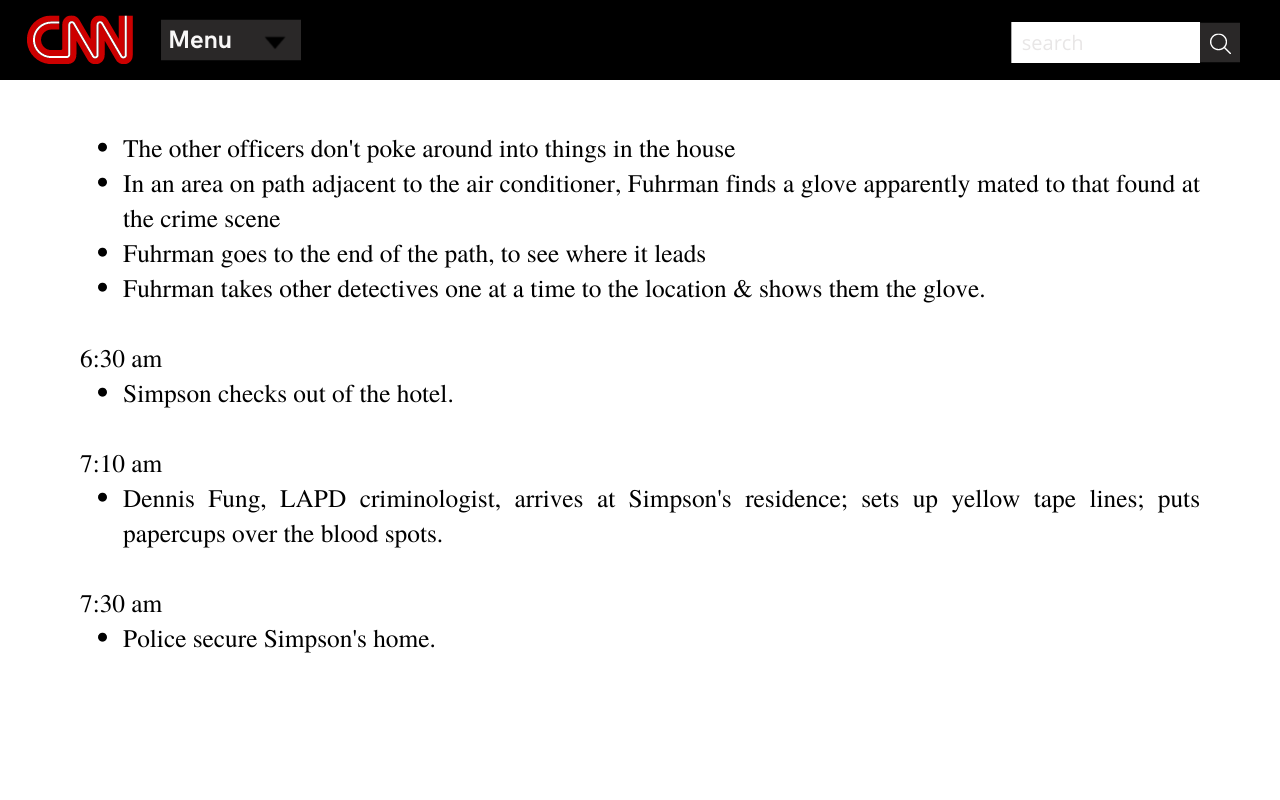 CNN
Menu
search
• The other officers don't poke around into things in the house
• In an area on path adjacent to the air conditioner, Fuhrman finds a glove apparently mated to that found at
the crime scene
• Fuhrman goes to the end of the path, to see where it leads
• Fuhrman takes other detectives one at a time to the location & shows them the glove.
6:30 am
• Simpson checks out of the hotel.
7:10 am
• Dennis Fung, LAPD criminologist, arrives at Simpson's residence; sets up yellow tape lines; puts
papercups over the blood spots.
7:30 am
• Police secure Simpson's home.